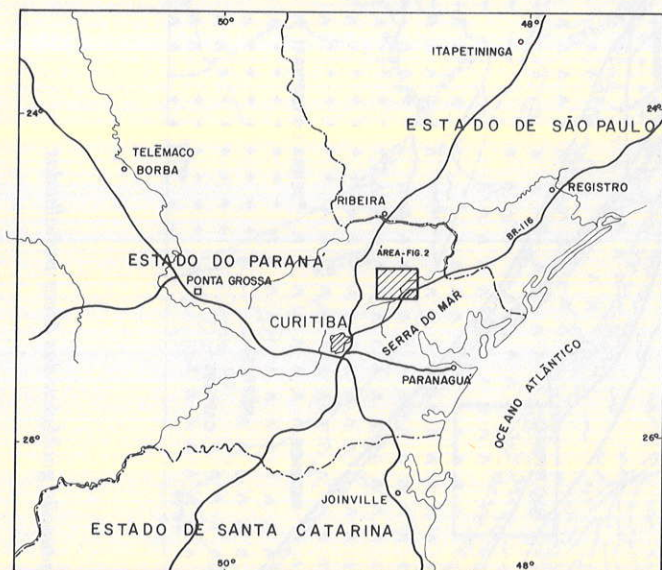 50°
48°
ITAPETININGA
24°
24°
ESTADO DE SÃO PAULO
TELÊMACO
BORBA
REGISTRO
RIBEIRA
BR-116
ÁREA-FIG. 2
ESTADO DO PARANÁ
PONTA GROSSA
SERRA DO MAR
CURITIBA
PARANAGUÁ
OCEANO ATLÂNTICO
26°
26°
JOINVILLE
ESTADO DE SANTA CATARINA
50°
48°